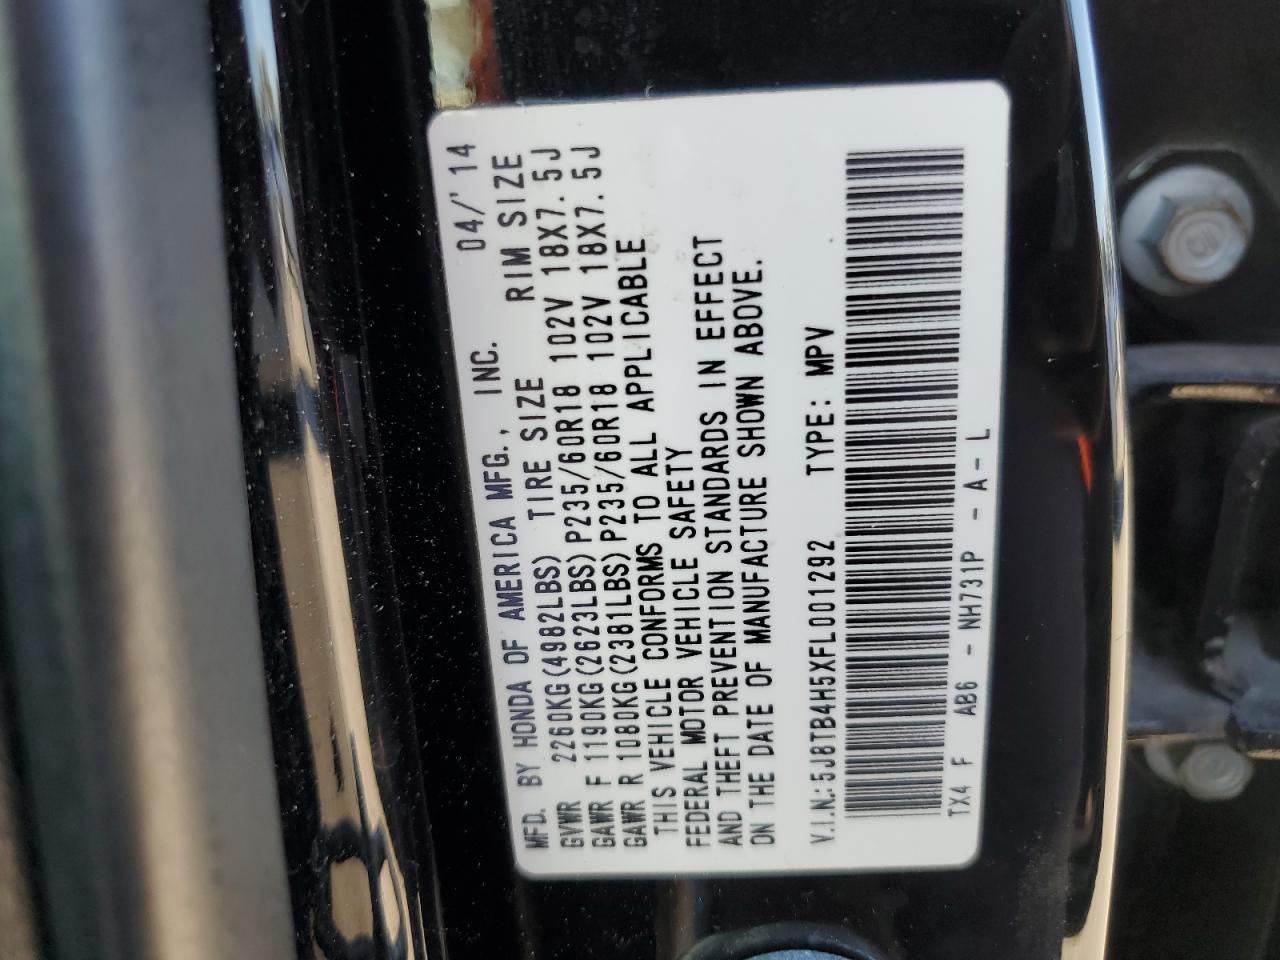 MFD. BY HONDA OF AMERICA MFG., INC. 04/'14
GVWR 2260KG(4982LBS) TIRE SIZE RIM SIZE
GAWR F 1190KG(2623LBS)P235/60R18 102V 18X7.5J
GAWR R 1080KG(2381LBS)P235/60R18 102V 18X7.5J
THIS VEHICLE CONFORMS TO ALL APPLICABLE
FEDERAL MOTOR VEHICLE SAFETY
AND THEFT PREVENTION STANDARDS IN EFFECT
ON THE DATE OF MANUFACTURE SHOWN ABOVE.
V.I.N.:5J8TB4H5XFL001292 TYPE: MPV
TX4 F AB6 - NH731P - A - L